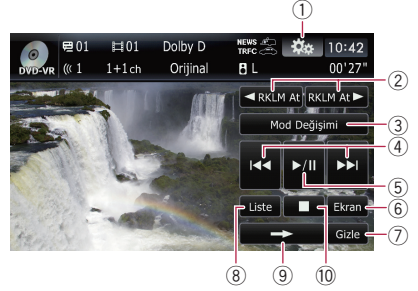 ①
01 01 Dolby D NEWS TRFC 10:42
DVD-VR 1 1+1ch Orijinal L 00'27"
② ◄ RKLM At RKLM At ►
③ Mod Değişimi
④
⑤ ►/II
⑥ Liste ■ Ekran
⑦ Gizle
⑧ ⑨ ⑩